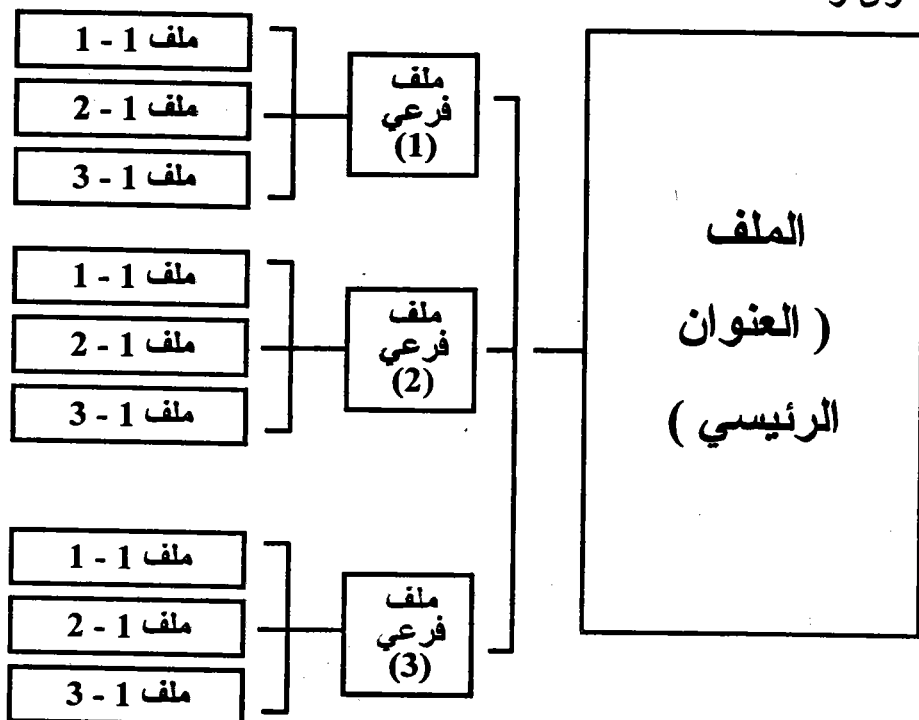 الملف
( العنوان
الرئيسي )
ملف
فرعي
(1)
ملف 1 - 1
ملف 1 - 2
ملف 1 - 3
ملف
فرعي
(2)
ملف 1 - 1
ملف 1 - 2
ملف 1 - 3
ملف
فرعي
(3)
ملف 1 - 1
ملف 1 - 2
ملف 1 - 3